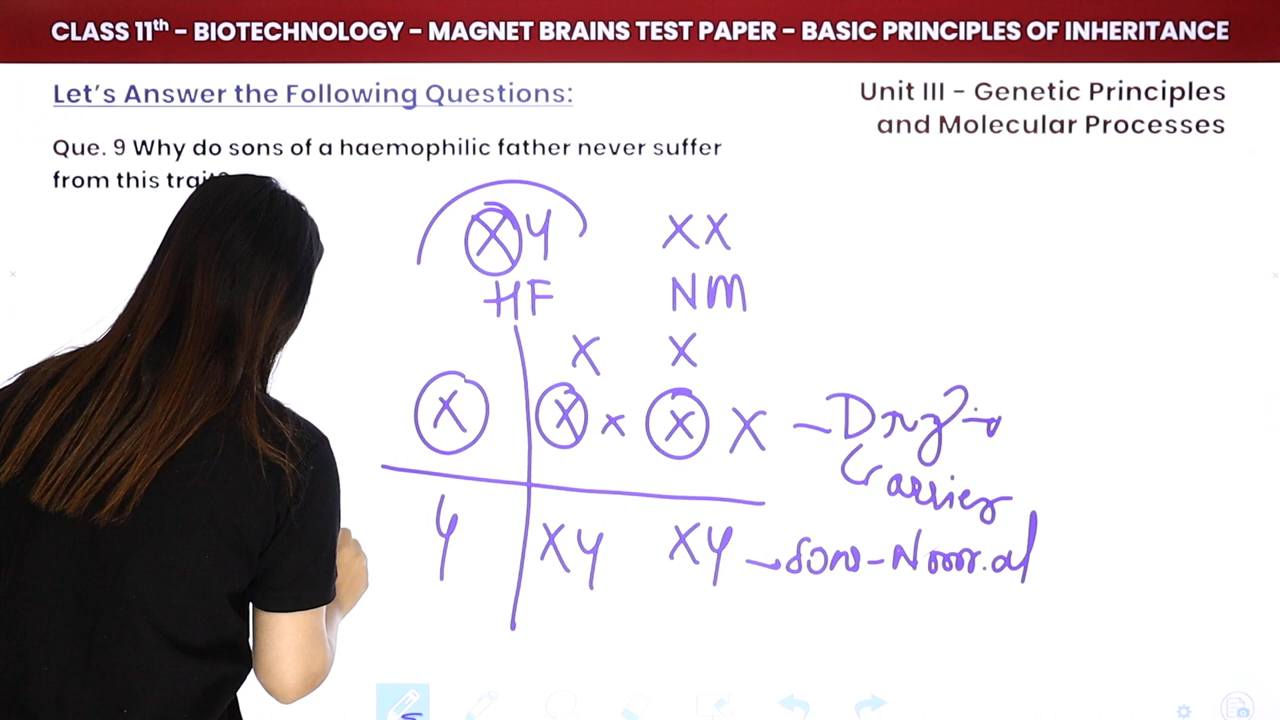 CLASS 11th – BIOTECHNOLOGY – MAGNET BRAINS TEST PAPER – BASIC PRINCIPLES OF INHERITANCE
Let's Answer the Following Questions:
Unit III – Genetic Principles
and Molecular Processes
Que. 9 Why do sons of a haemophilic father never suffer
from this trait?
X Y XX
HF NM
X X
X X x X X –
Carrier
Y XY XY – Sons – Normal